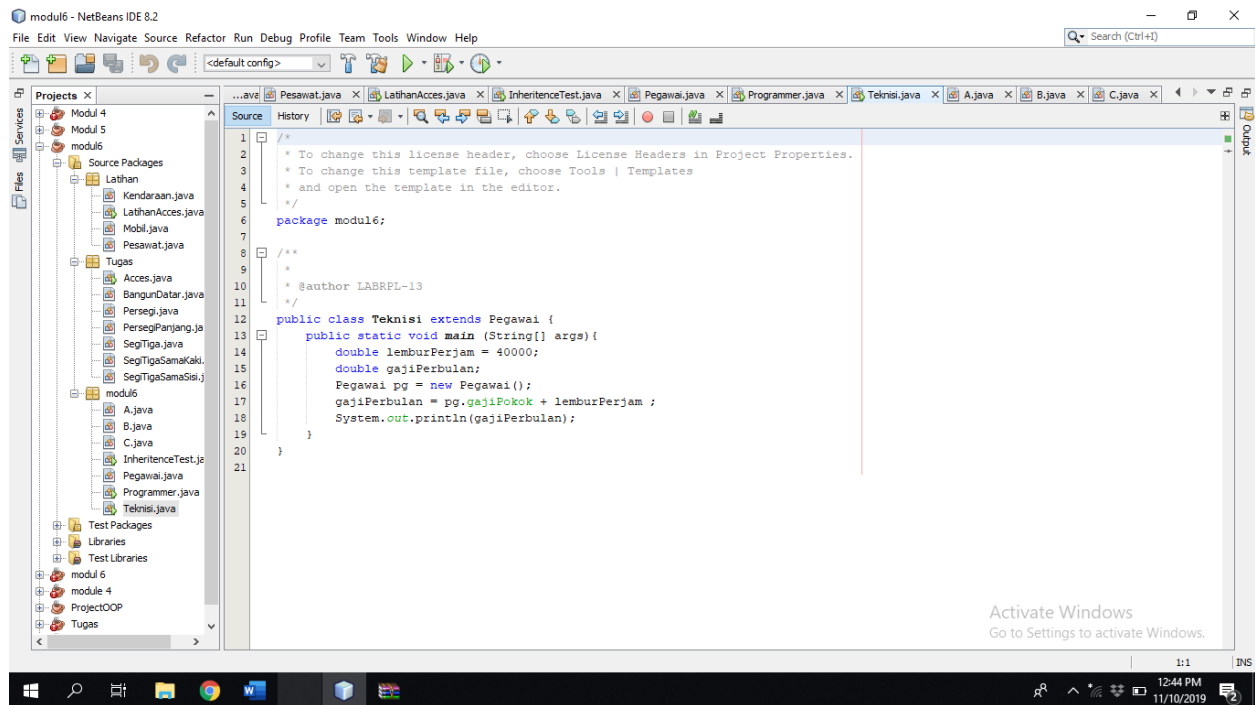 modul6 - NetBeans IDE 8.2
File Edit View Navigate Source Refactor Run Debug Profile Team Tools Window Help
Search (Ctrl+I)
<default config>
Projects
...ava Pesawat.java LatihanAcces.java InheritenceTest.java Pegawai.java Programmer.java Teknisi.java A.java B.java C.java
Services
Files
Output
Modul 4
Modul 5
modul6
Source Packages
Latihan
Kendaraan.java
LatihanAcces.java
Mobil.java
Pesawat.java
Tugas
Acces.java
BangunDatar.java
Persegi.java
PersegiPanjang.ja
SegiTiga.java
SegiTigaSamaKaki.
SegiTigaSamaSisi.j
modul6
A.java
B.java
C.java
InheritenceTest.ja
Pegawai.java
Programmer.java
Teknisi.java
Test Packages
Libraries
Test Libraries
modul 6
module 4
ProjectOOP
Tugas
Source History
1 /*
2 * To change this license header, choose License Headers in Project Properties.
3 * To change this template file, choose Tools | Templates
4 * and open the template in the editor.
5 */
6 package modul6;
7
8 /**
9 *
10 * @author LABRPL-13
11 */
12 public class Teknisi extends Pegawai {
13 public static void main (String[] args){
14 double lemburPerjam = 40000;
15 double gajiPerbulan;
16 Pegawai pg = new Pegawai();
17 gajiPerbulan = pg.gajiPokok + lemburPerjam ;
18 System.out.println(gajiPerbulan);
19 }
20 }
21
Activate Windows
Go to Settings to activate Windows.
1:1 INS
12:44 PM
11/10/2019
2